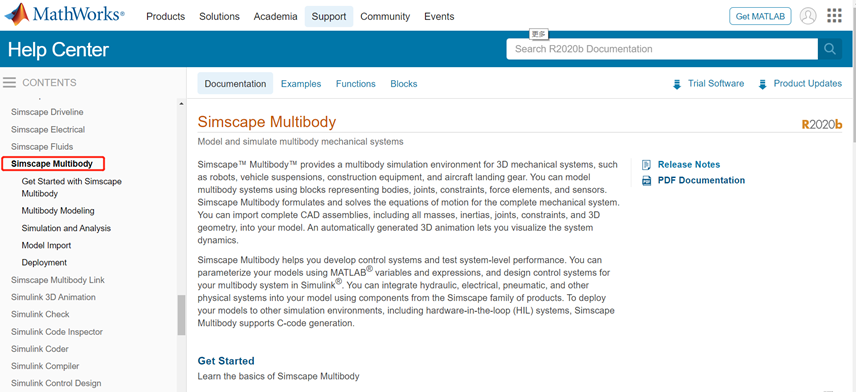 MathWorks®
Products Solutions Academia Support Community Events
Get MATLAB
更多
Help Center
Search R2020b Documentation
CONTENTS
Simscape Driveline
Simscape Electrical
Simscape Fluids
Simscape Multibody
Get Started with Simscape
Multibody
Multibody Modeling
Simulation and Analysis
Model Import
Deployment
Simscape Multibody Link
Simulink 3D Animation
Simulink Check
Simulink Code Inspector
Simulink Coder
Simulink Compiler
Simulink Control Design
Documentation Examples Functions Blocks
Trial Software Product Updates
Simscape Multibody
R2020b
Model and simulate multibody mechanical systems
Simscape™ Multibody™ provides a multibody simulation environment for 3D mechanical systems, such
as robots, vehicle suspensions, construction equipment, and aircraft landing gear. You can model
multibody systems using blocks representing bodies, joints, constraints, force elements, and sensors.
Simscape Multibody formulates and solves the equations of motion for the complete mechanical system.
You can import complete CAD assemblies, including all masses, inertias, joints, constraints, and 3D
geometry, into your model. An automatically generated 3D animation lets you visualize the system
dynamics.
Simscape Multibody helps you develop control systems and test system-level performance. You can
parameterize your models using MATLAB® variables and expressions, and design control systems for
your multibody system in Simulink®. You can integrate hydraulic, electrical, pneumatic, and other
physical systems into your model using components from the Simscape family of products. To deploy
your models to other simulation environments, including hardware-in-the-loop (HIL) systems, Simscape
Multibody supports C-code generation.
Release Notes
PDF Documentation
Get Started
Learn the basics of Simscape Multibody